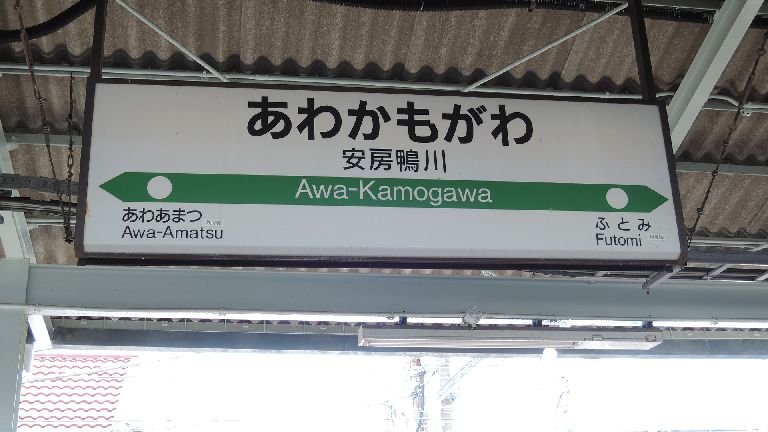 あわかもがわ
安房鴨川
Awa-Kamogawa
あわあまつ
Awa-Amatsu
ふとみ
Futomi